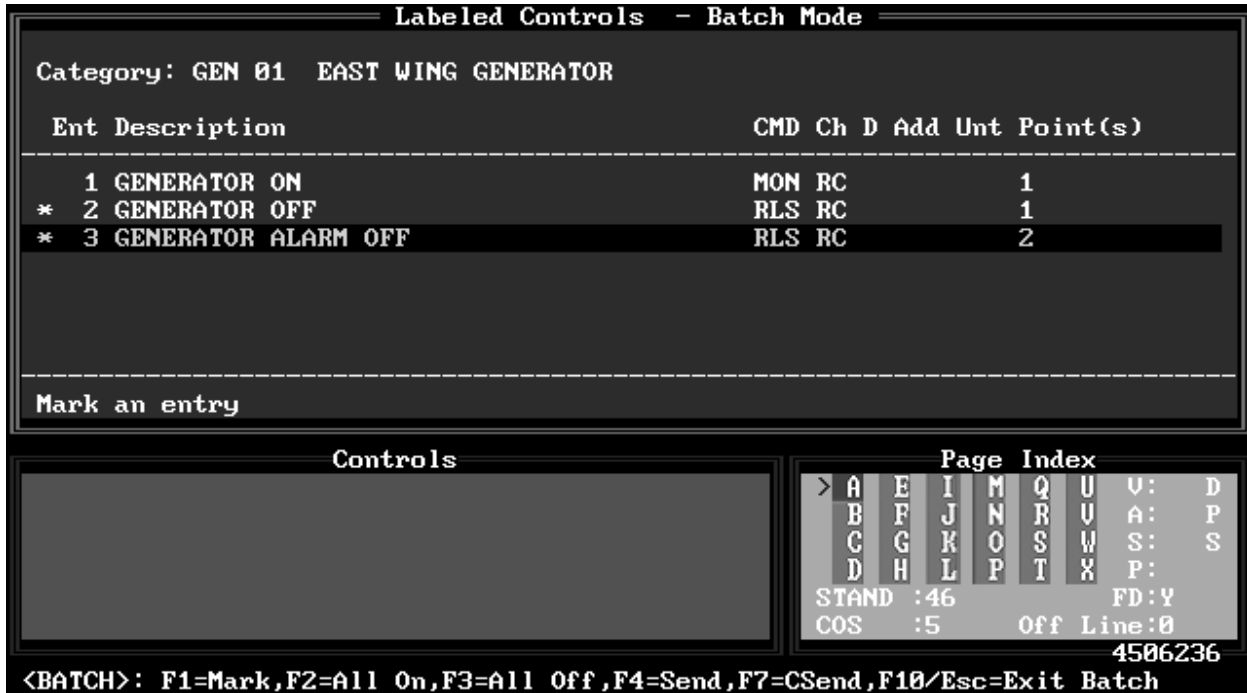 Labeled Controls - Batch Mode
Category: GEN 01 EAST WING GENERATOR
Ent Description CMD Ch D Add Unt Point(s)
1 GENERATOR ON MON RC 1
* 2 GENERATOR OFF RLS RC 1
* 3 GENERATOR ALARM OFF RLS RC 2
Mark an entry
Controls
Page Index
> A E I M Q U V: D
B F J N R V A: P
C G K O S W S: S
D H L P T X P:
STAND :46 FD:Y
COS :5 Off Line:0
4506236
<BATCH>: F1=Mark,F2=All On,F3=All Off,F4=Send,F7=CSend,F10/Esc=Exit Batch